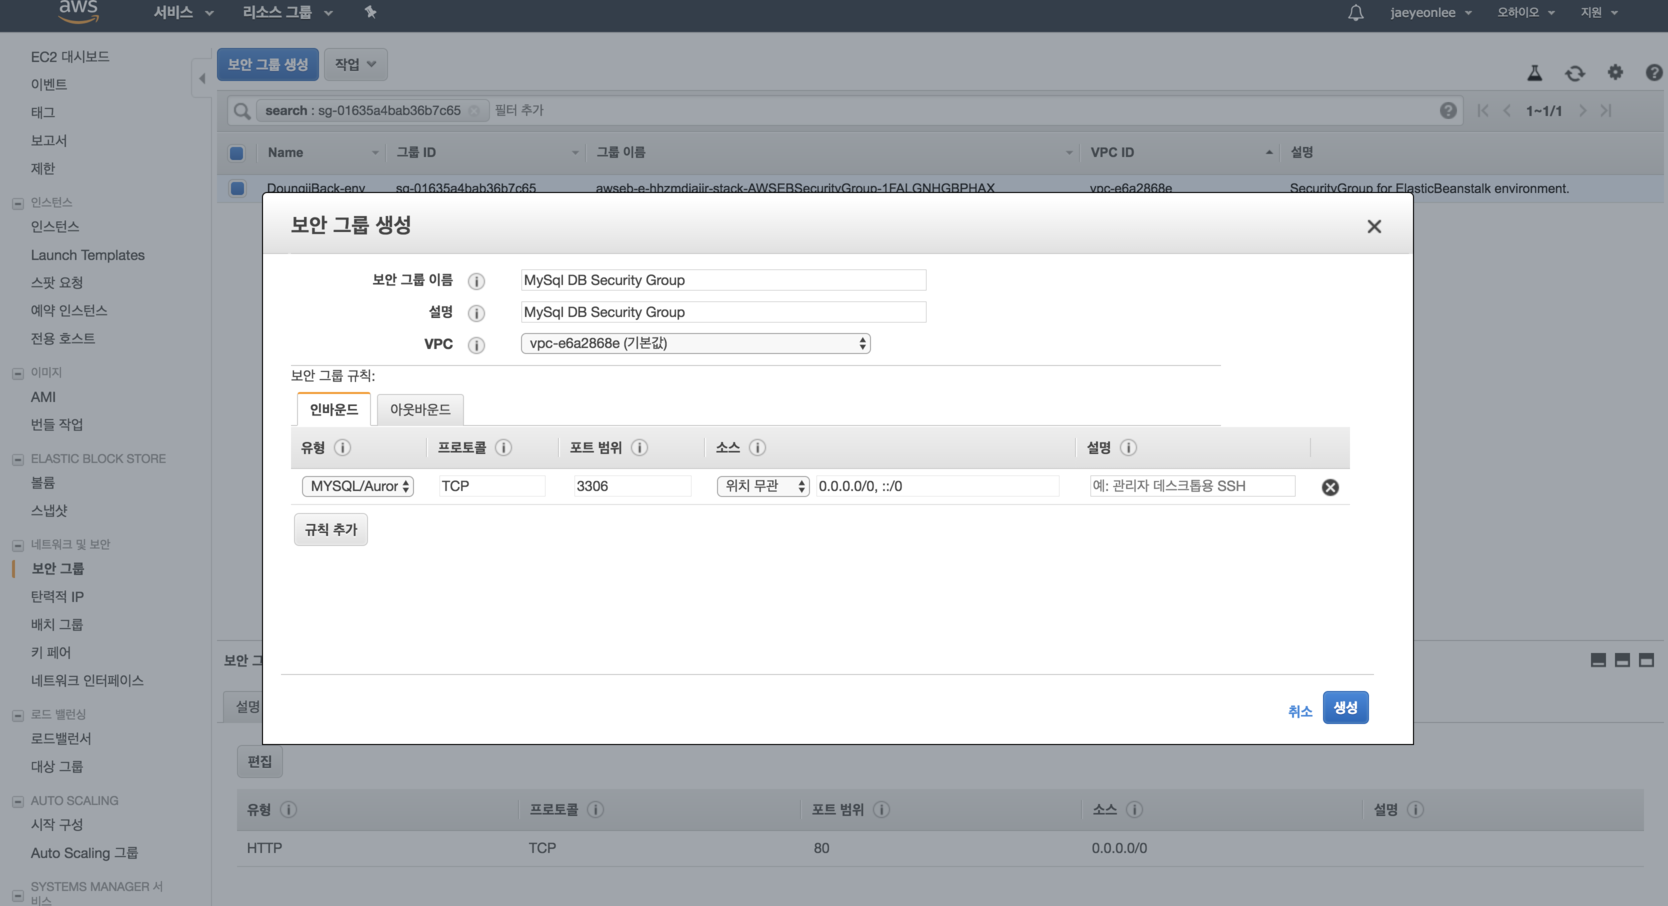 aws 서비스 리소스 그룹 jaeyeonlee 오하이오 지원
EC2 대시보드
이벤트
태그
보고서
제한
인스턴스
인스턴스
Launch Templates
스팟 요청
예약 인스턴스
전용 호스트
이미지
AMI
번들 작업
ELASTIC BLOCK STORE
볼륨
스냅샷
네트워크 및 보안
보안 그룹
탄력적 IP
배치 그룹
키 페어
네트워크 인터페이스
로드 밸런싱
로드밸런서
대상 그룹
AUTO SCALING
시작 구성
Auto Scaling 그룹
SYSTEMS MANAGER 서
비스
보안 그룹 생성 작업
search : sg-01635a4bab36b7c65 필터 추가 1~1/1
Name 그룹 ID 그룹 이름 VPC ID 설명
DoungjiBack-env sg-01635a4bab36b7c65 vpc-e6a2868e SecurityGroup for ElasticBeanstalk environment.
보안 그룹 생성
보안 그룹 이름 MySql DB Security Group
설명 MySql DB Security Group
VPC vpc-e6a2868e (기본값)
보안 그룹 규칙:
인바운드 아웃바운드
유형 프로토콜 포트 범위 소스 설명
MYSQL/Auror TCP 3306 위치 무관 0.0.0.0/0, ::/0 예: 관리자 데스크톱용 SSH
규칙 추가
취소 생성
보안 그ㅤ
설명
편집
유형 프로토콜 포트 범위 소스 설명
HTTP TCP 80 0.0.0.0/0